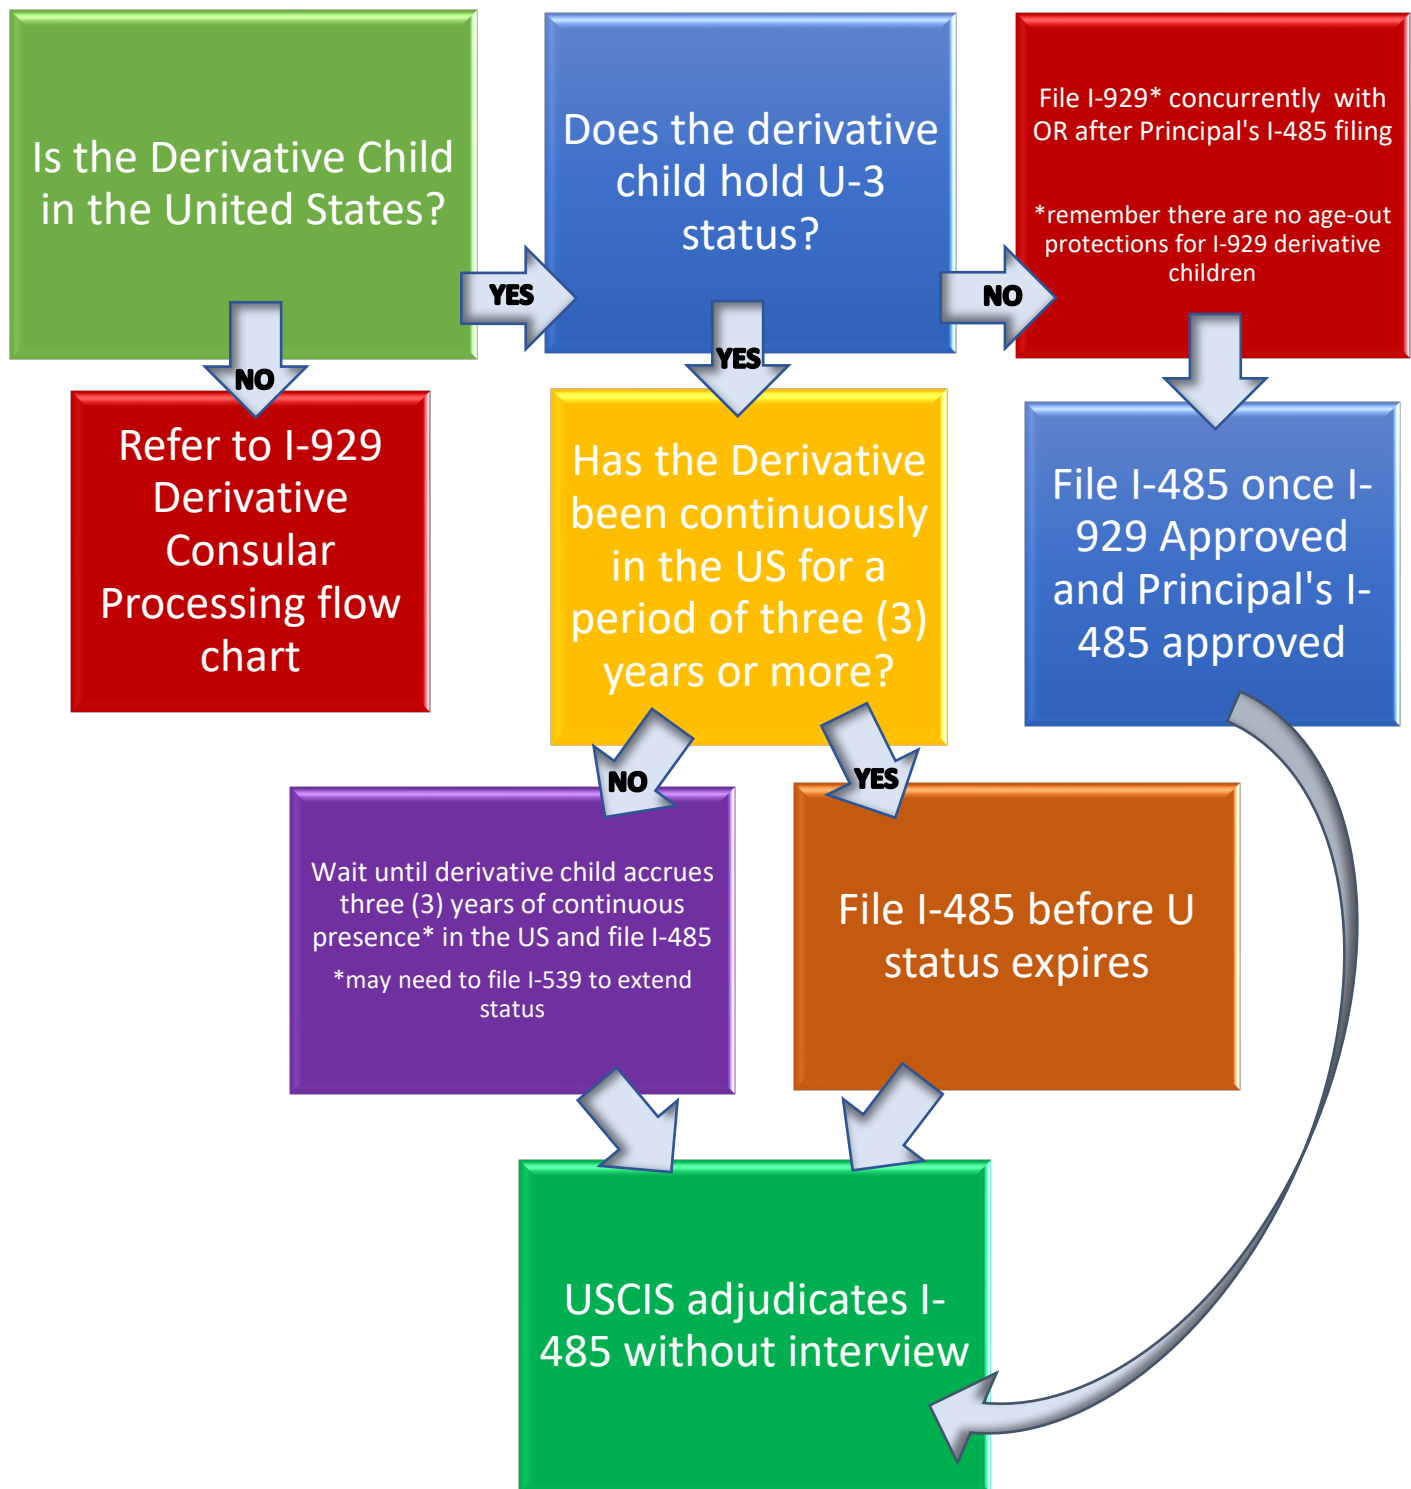 Is the Derivative Child
in the United States?
YES
NO
Does the derivative
child hold U-3
status?
NO
YES
File I-929* concurrently with
OR after Principal's I-485 filing
*remember there are no age-out
protections for I-929 derivative
children
Refer to I-929
Derivative
Consular
Processing flow
chart
Has the Derivative
been continuously
in the US for a
period of three (3)
years or more?
NO
YES
File I-485 once I-
929 Approved
and Principal's I-
485 approved
Wait until derivative child accrues
three (3) years of continuous
presence* in the US and file I-485
*may need to file I-539 to extend
status
File I-485 before U
status expires
USCIS adjudicates I-
485 without interview